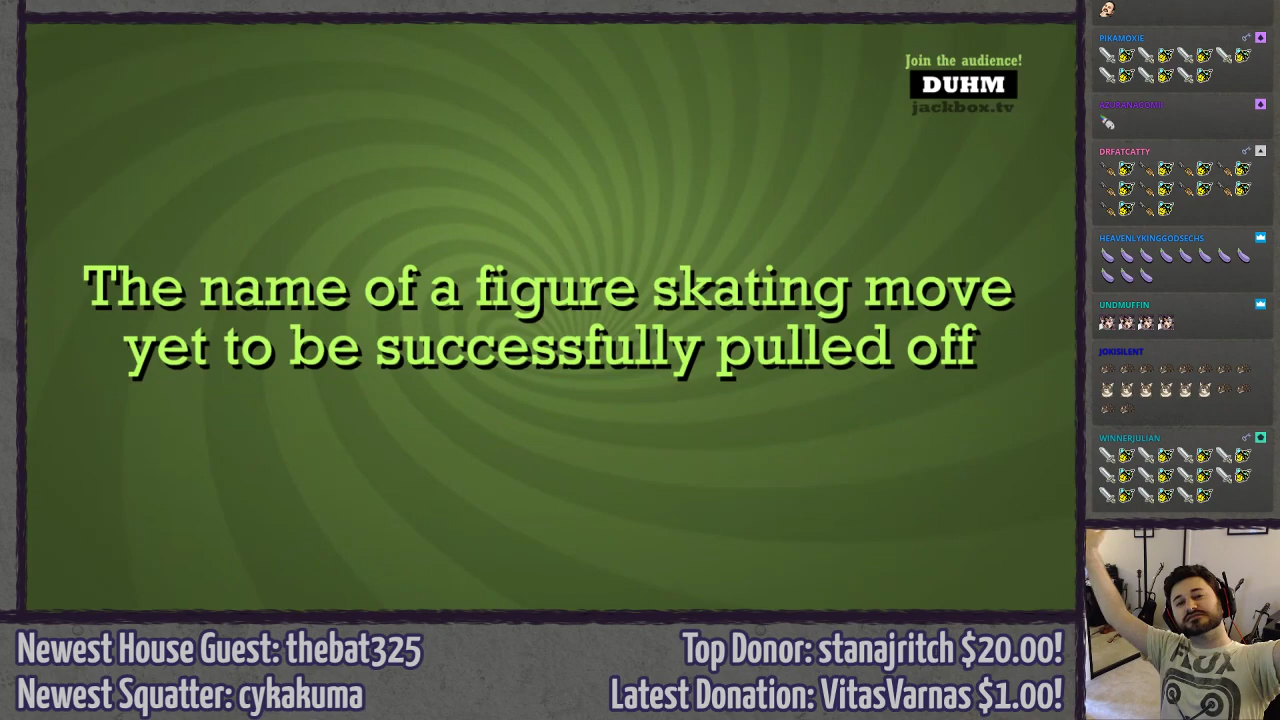 Join the audience!
DUHM
jackbox.tv
The name of a figure skating move
yet to be successfully pulled off
PIKAMOXIE
DRFATCATTY
HEAVENLYKINGGODSECHS
UNDMUFFIN
JOKISILENT
WINNERJULIAN
Newest House Guest: thebat325
Newest Squatter: cykakuma
Top Donor: stanajritch $20.00!
Latest Donation: VitasVarnas $1.00!